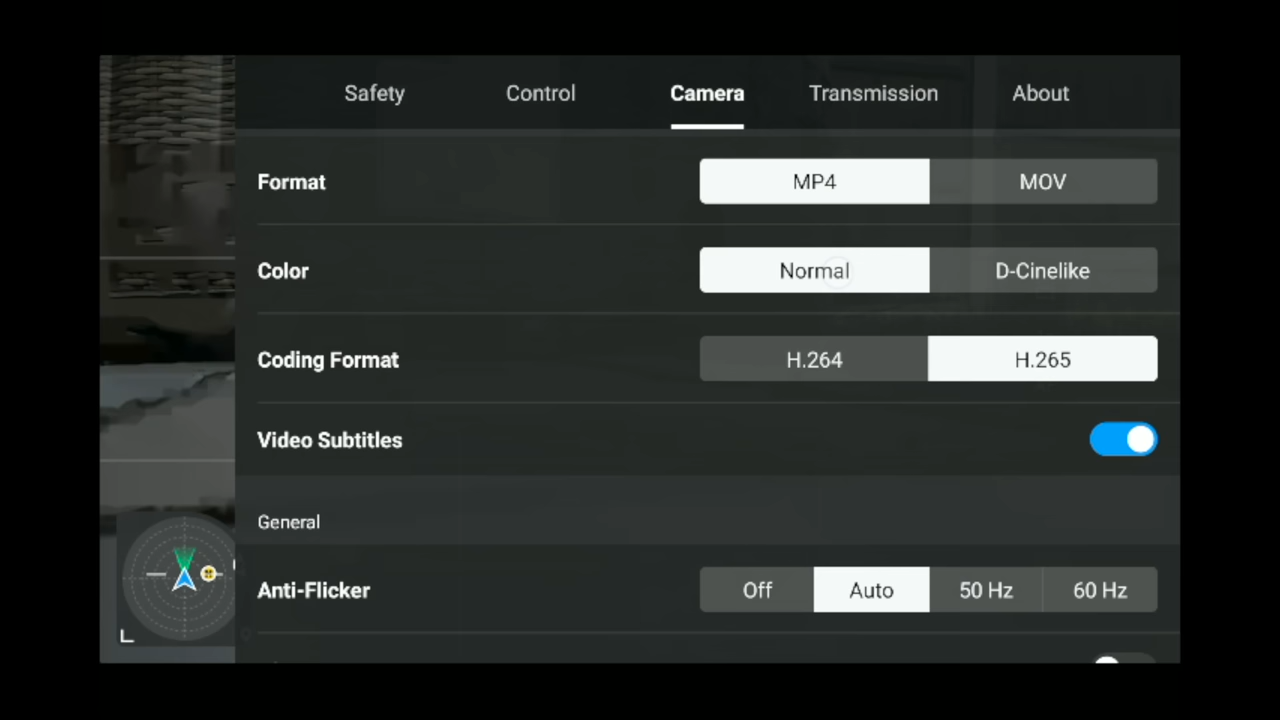 Safety Control Camera Transmission About
Format MP4 MOV
Color Normal D-Cinelike
Coding Format H.264 H.265
Video Subtitles
General
Anti-Flicker Off Auto 50 Hz 60 Hz